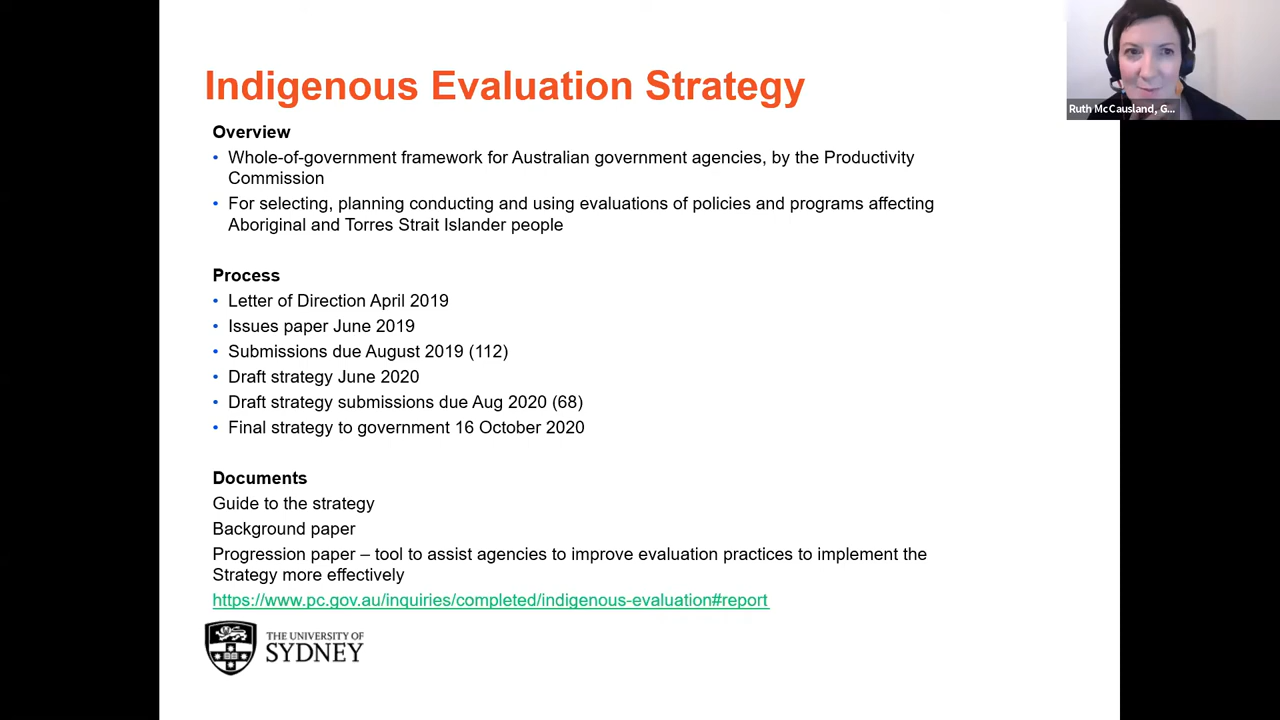 Indigenous Evaluation Strategy
Ruth McCausland, G...
Overview
• Whole-of-government framework for Australian government agencies, by the Productivity
Commission
• For selecting, planning conducting and using evaluations of policies and programs affecting
Aboriginal and Torres Strait Islander people
Process
• Letter of Direction April 2019
• Issues paper June 2019
• Submissions due August 2019 (112)
• Draft strategy June 2020
• Draft strategy submissions due Aug 2020 (68)
• Final strategy to government 16 October 2020
Documents
Guide to the strategy
Background paper
Progression paper – tool to assist agencies to improve evaluation practices to implement the
Strategy more effectively
https://www.pc.gov.au/inquiries/completed/indigenous-evaluation#report
THE UNIVERSITY OF
SYDNEY